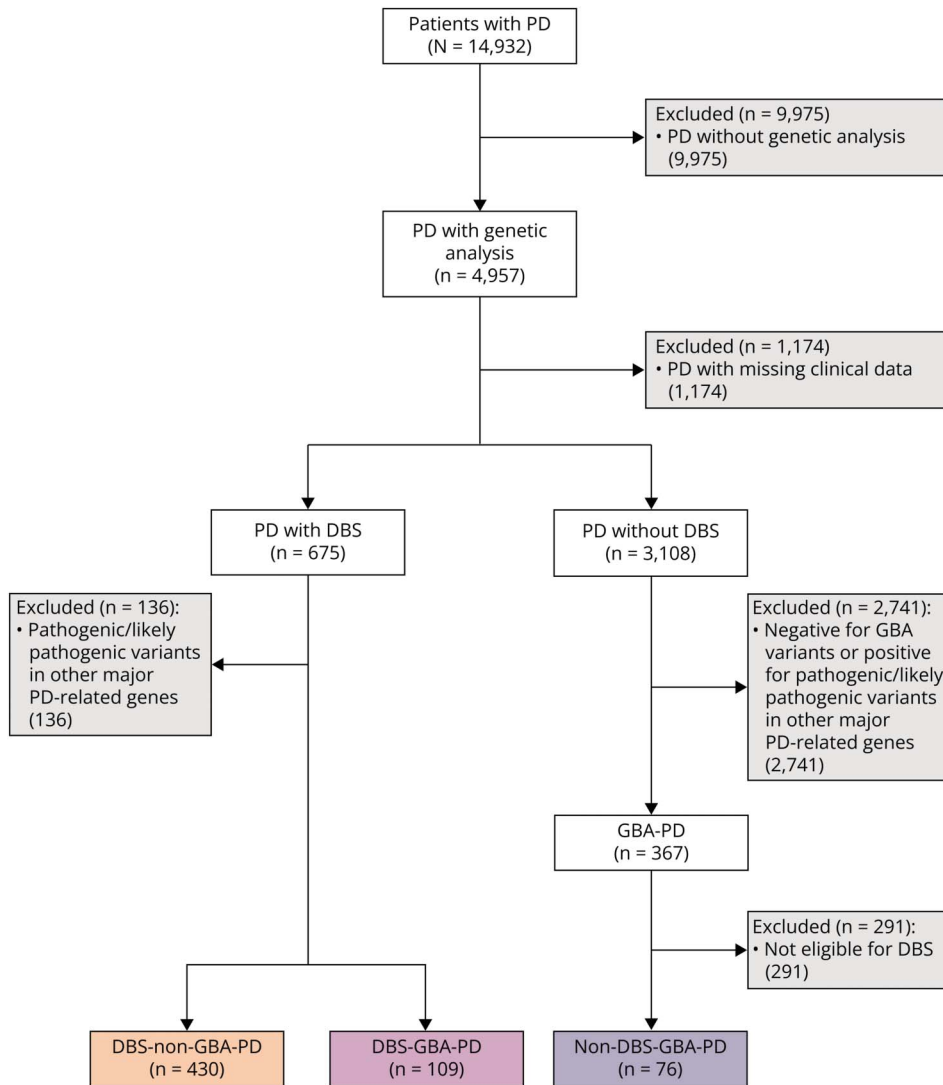 Patients with PD
(N = 14,932)
Excluded (n = 9,975)
• PD without genetic analysis
(9,975)
PD with genetic
analysis
(n = 4,957)
Excluded (n = 1,174)
• PD with missing clinical data
(1,174)
PD with DBS
(n = 675)
PD without DBS
(n = 3,108)
Excluded (n = 136):
• Pathogenic/likely
pathogenic variants
in other major
PD-related genes
(136)
Excluded (n = 2,741):
• Negative for GBA
variants or positive
for pathogenic/likely
pathogenic variants
in other major
PD-related genes
(2,741)
GBA-PD
(n = 367)
Excluded (n = 291):
• Not eligible for DBS
(291)
DBS-non-GBA-PD
(n = 430)
DBS-GBA-PD
(n = 109)
Non-DBS-GBA-PD
(n = 76)